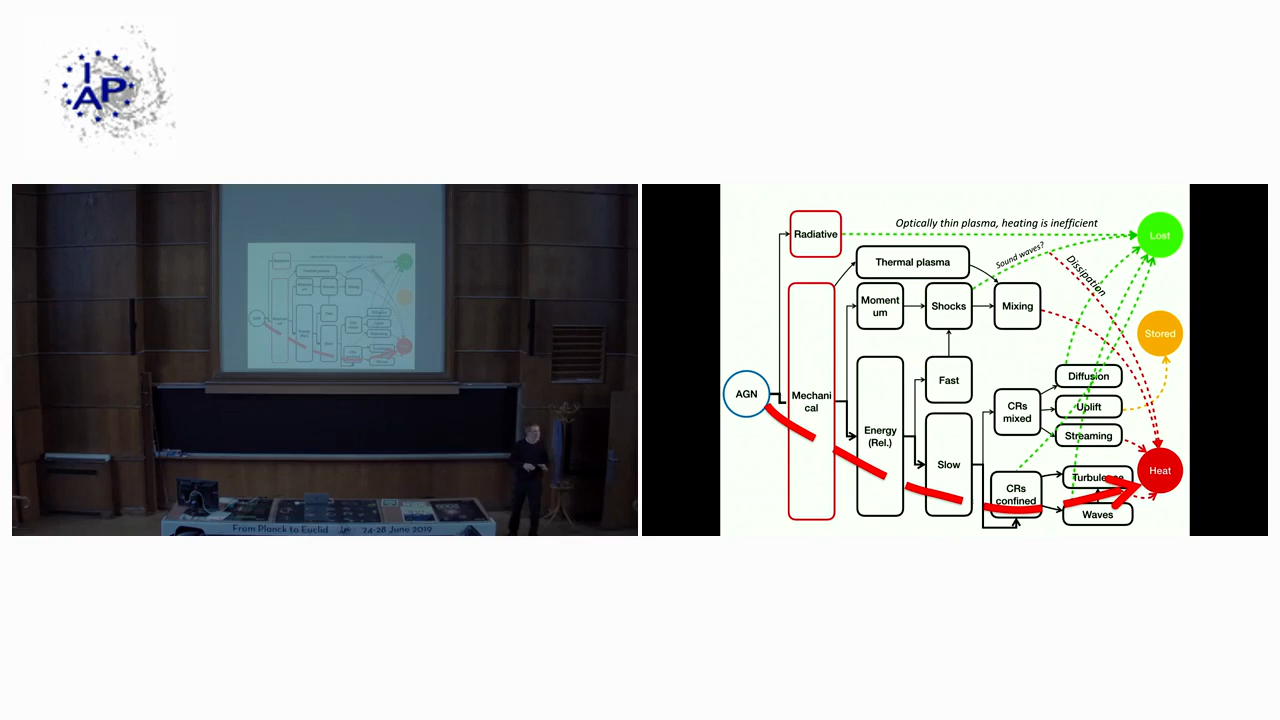 I
AP
Radiative
Optically thin plasma, heating is inefficient
Lost
Thermal plasma
Sound waves?
Dissipation
Moment
um
Shocks
Mixing
Stored
AGN
Mechani
cal
Fast
Diffusion
CRs
mixed
Uplift
Energy
(Rel.)
Streaming
Slow
Heat
CRs
confined
Turbulence
Waves
From Planck to Euclid iap 24-28 June 2019